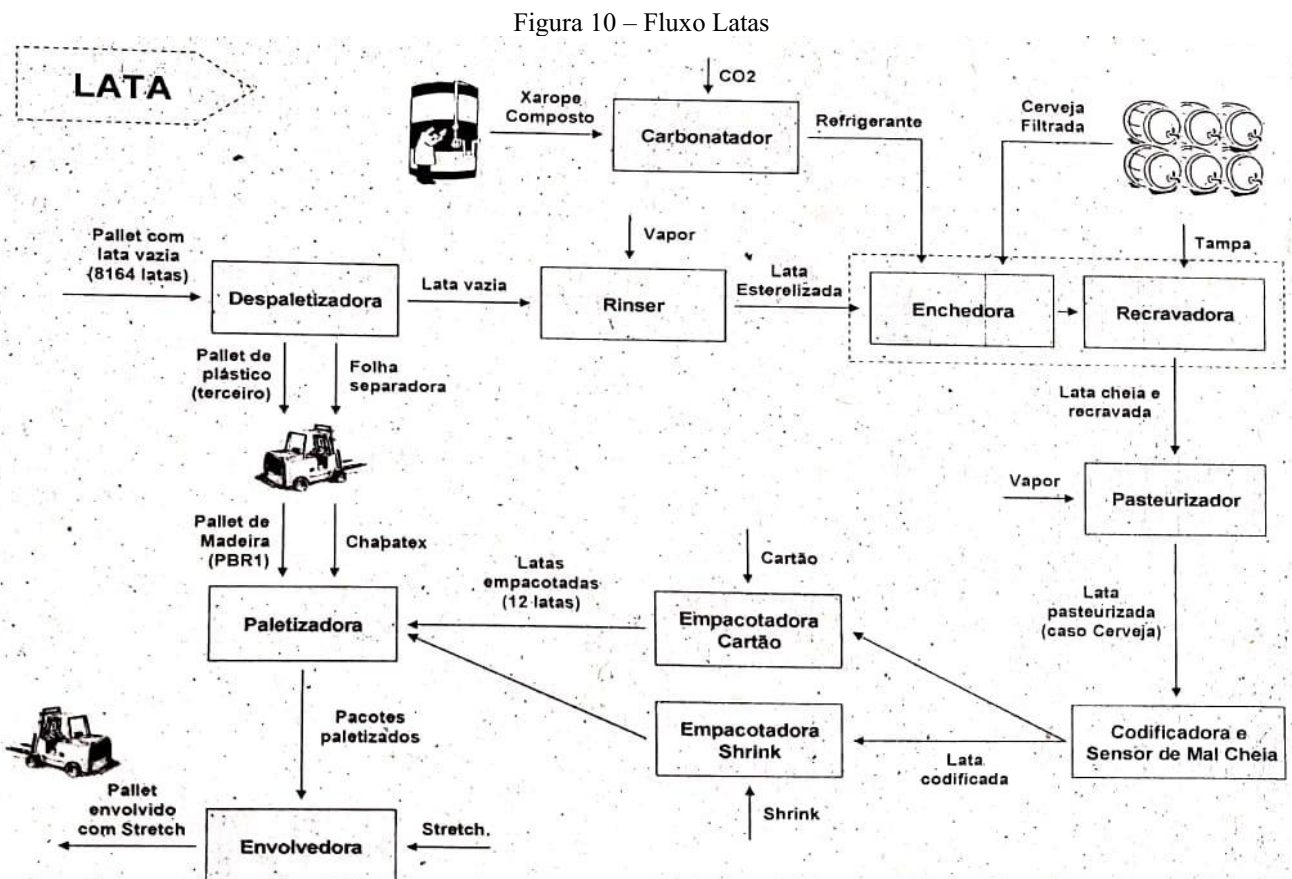 Figura 10 – Fluxo Latas
LATA
CO2
Xarope
Composto
Carbonatador
Refrigerante
Cerveja
Filtrada
Pallet com
lata vazia
(8164 latas)
Despaletizadora
Lata vazia
Vapor
Rinser
Lata
Esterelizada
Enchedora
Tampa
Recravadora
Pallet de
plástico
(terceiro)
Folha
separadora
Lata cheia e
recravada
Vapor
Pasteurizador
Pallet de
Madeira
(PBR1)
Chapatex
Latas
empacotadas
(12 latas)
Cartão
Lata
pasteurizada
(caso Cerveja)
Paletizadora
Empacotadora
Cartão
Pacotes
paletizados
Empacotadora
Shrink
Lata
codificada
Codificadora e
Sensor de Mal Cheia
Shrink
Pallet
envolvido
com Stretch
Envolvedora
Stretch.